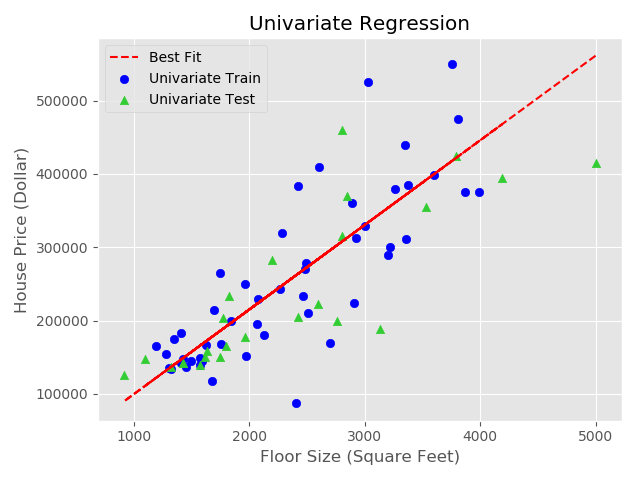 Univariate Regression
Best Fit
Univariate Train
Univariate Test
500000
400000
300000
200000
100000
House Price (Dollar)
1000 2000 3000 4000 5000
Floor Size (Square Feet)